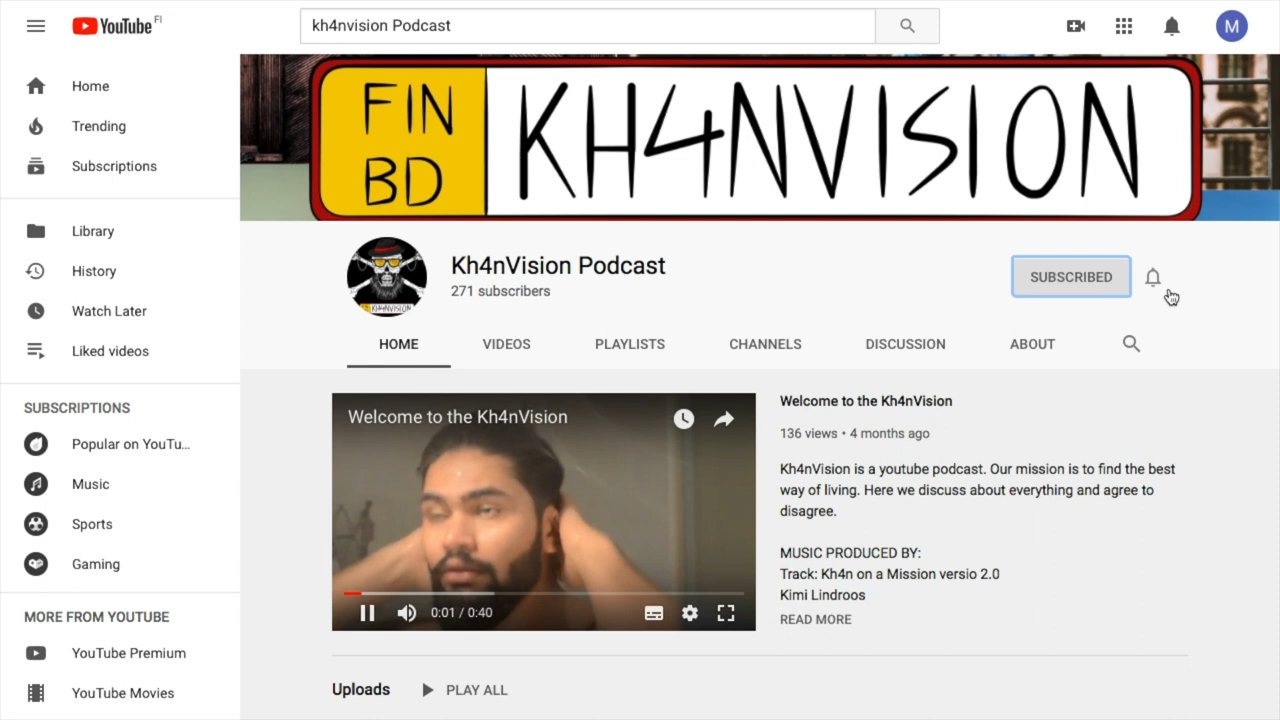 YouTube FI
kh4nvision Podcast
M
Home
Trending
Subscriptions
Library
History
Watch Later
Liked videos
SUBSCRIPTIONS
Popular on YouTu...
Music
Sports
Gaming
MORE FROM YOUTUBE
YouTube Premium
YouTube Movies
FIN
BD
KH4NVISION
KH4NVISION
Kh4nVision Podcast
271 subscribers
SUBSCRIBED
HOME
VIDEOS
PLAYLISTS
CHANNELS
DISCUSSION
ABOUT
Welcome to the Kh4nVision
0:01 / 0:40
Welcome to the Kh4nVision
136 views • 4 months ago
Kh4nVision is a youtube podcast. Our mission is to find the best
way of living. Here we discuss about everything and agree to
disagree.
MUSIC PRODUCED BY:
Track: Kh4n on a Mission versio 2.0
Kimi Lindroos
READ MORE
Uploads
PLAY ALL